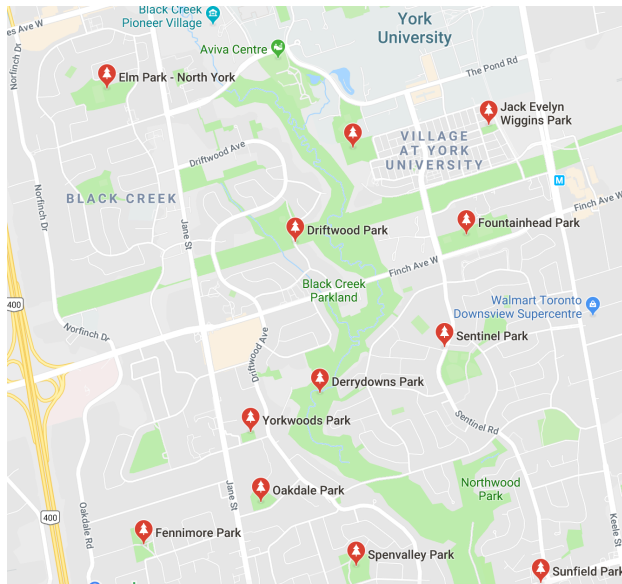 Black Creek
Pioneer Village
York
University
es Ave W
Norfinch Dr
Aviva Centre
The Pond Rd
Elm Park - North York
Jack Evelyn
Wiggins Park
VILLAGE
AT YORK
UNIVERSITY
Driftwood Ave
M
BLACK CREEK
Norfinch Dr
Jane St
Finch Ave W
Driftwood Park
Fountainhead Park
Finch Ave W
Black Creek
Parkland
400
Walmart Toronto
Downsview Supercentre
Norfinch Dr
Sentinel Park
Driftwood Ave
Derrydowns Park
Yorkwoods Park
Sentinel Rd
Oakdale Park
Northwood
Park
Jane St
Oakdale Rd
400
Keele St
Fennimore Park
Spenvalley Park
Sunfield Park